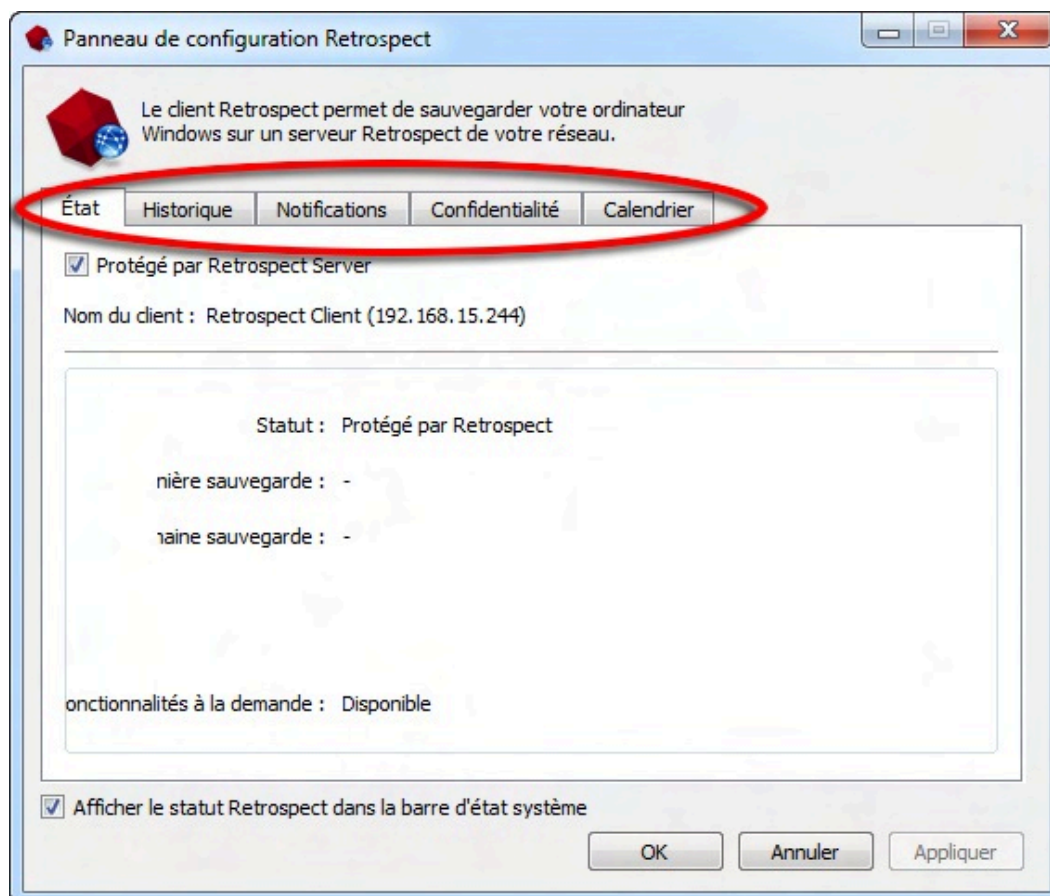 Panneau de configuration Retrospect
Le client Retrospect permet de sauvegarder votre ordinateur
Windows sur un serveur Retrospect de votre réseau.
État Historique Notifications Confidentialité Calendrier
Protégé par Retrospect Server
Nom du client : Retrospect Client (192.168.15.244)
Statut : Protégé par Retrospect
nière sauvegarde : -
haine sauvegarde : -
onctionnalités à la demande : Disponible
Afficher le statut Retrospect dans la barre d'état système
OK Annuler Appliquer